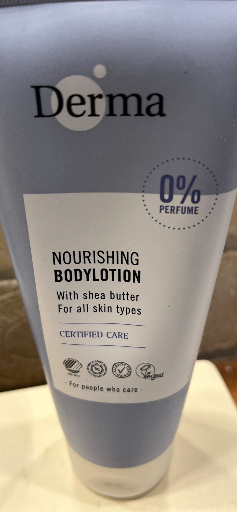 Derma
0%
PERFUME
NOURISHING
BODYLOTION
With shea butter
For all skin types
CERTIFIED CARE
· For people who care ·